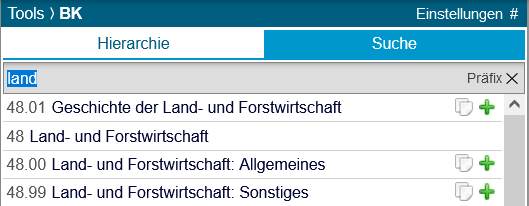 Tools 〉 BK Einstellungen #
Hierarchie Suche
land Präfix ✕
48.01 Geschichte der Land- und Forstwirtschaft
48 Land- und Forstwirtschaft
48.00 Land- und Forstwirtschaft: Allgemeines
48.99 Land- und Forstwirtschaft: Sonstiges